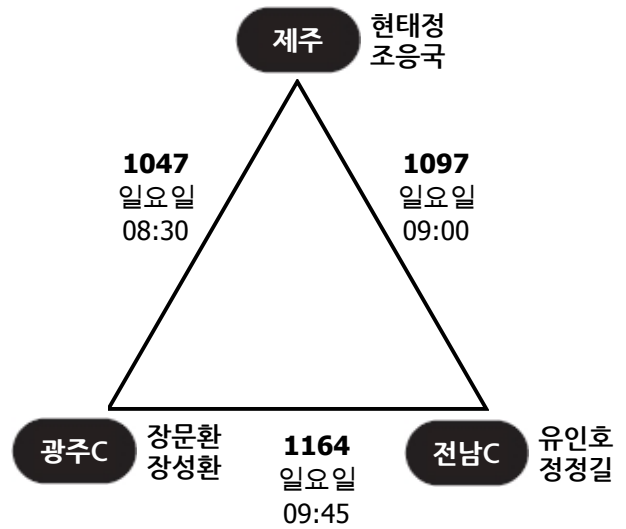 제주
현태정
조응국
1047
일요일
08:30
1097
일요일
09:00
광주C
장문환
장성환
1164
일요일
09:45
전남C
유인호
정정길